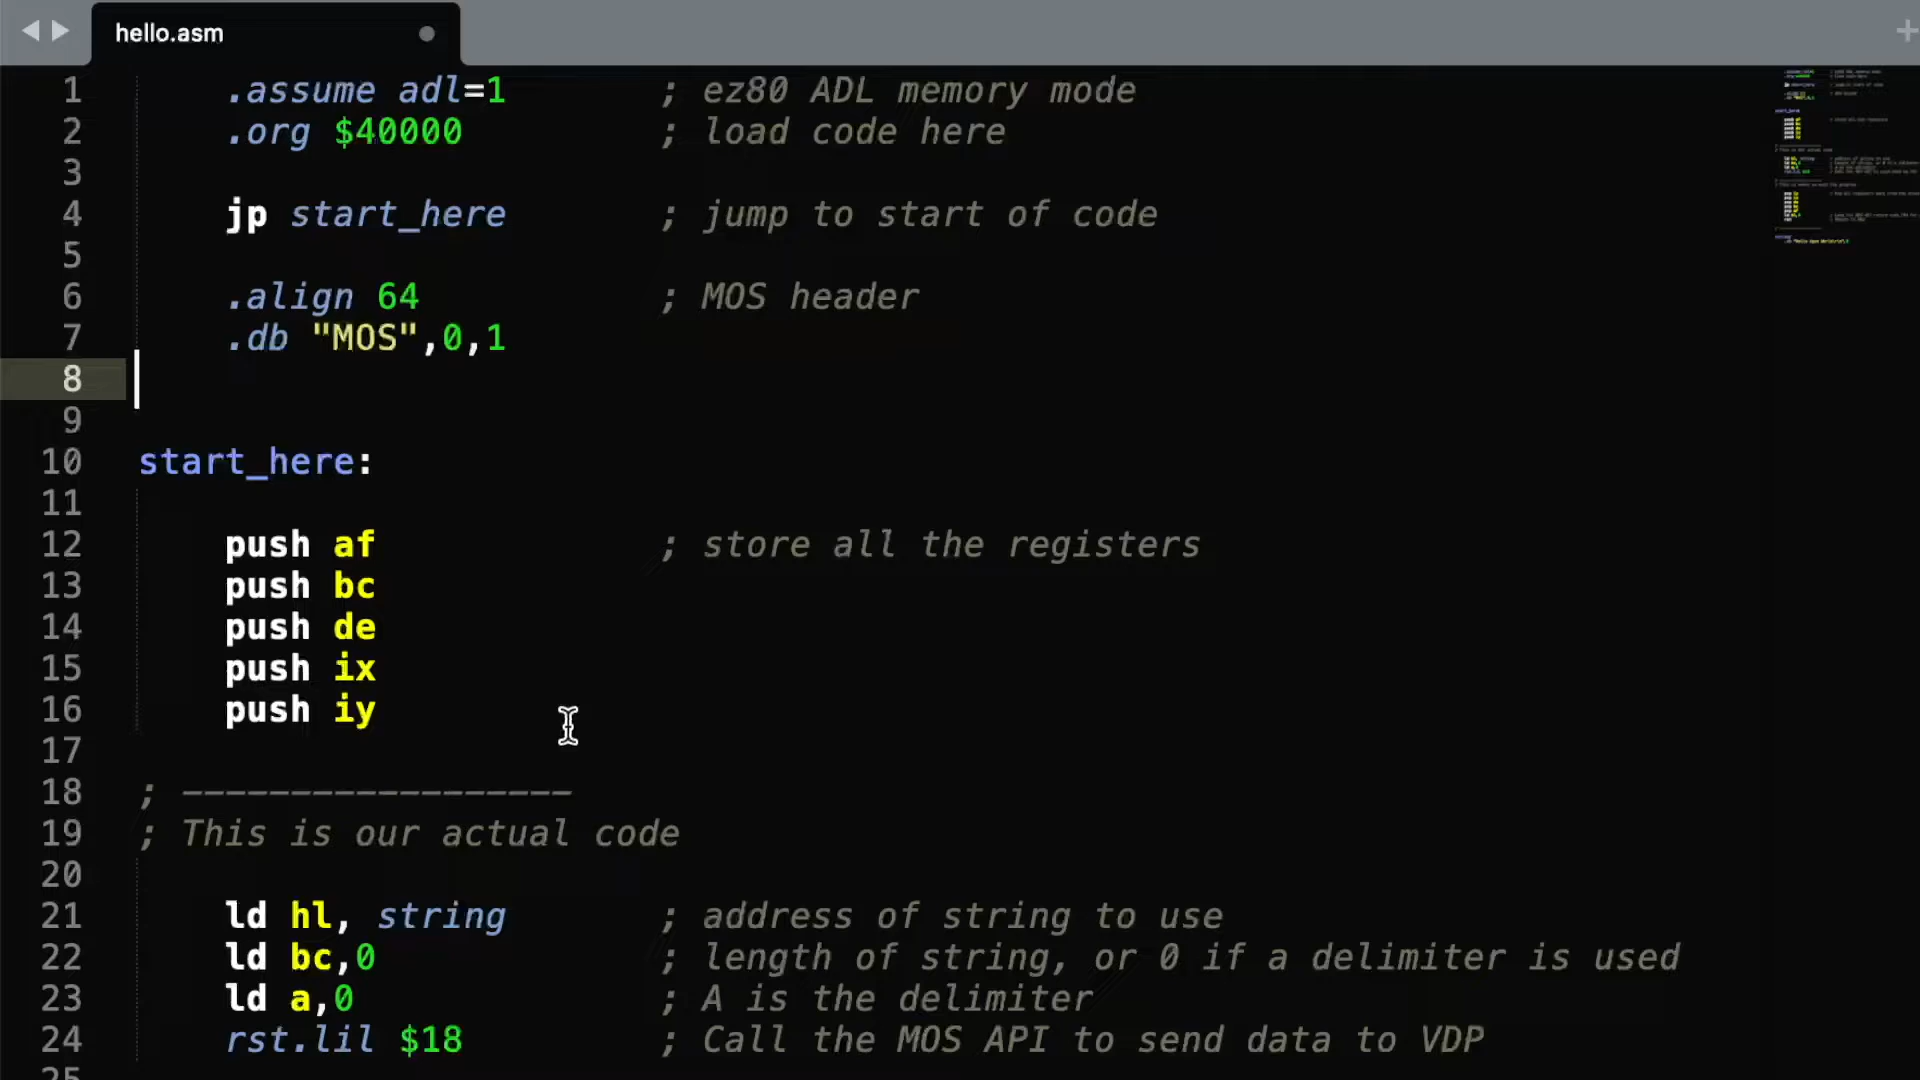 hello.asm
1 .assume adl=1 ; ez80 ADL memory mode
2 .org $40000 ; load code here
3
4 jp start_here ; jump to start of code
5
6 .align 64 ; MOS header
7 .db "MOS",0,1
8
9
10 start_here:
11
12 push af ; store all the registers
13 push bc
14 push de
15 push ix
16 push iy
17
18 ; ------------------
19 ; This is our actual code
20
21 ld hl, string ; address of string to use
22 ld bc,0 ; length of string, or 0 if a delimiter is used
23 ld a,0 ; A is the delimiter
24 rst.lil $18 ; Call the MOS API to send data to VDP
25